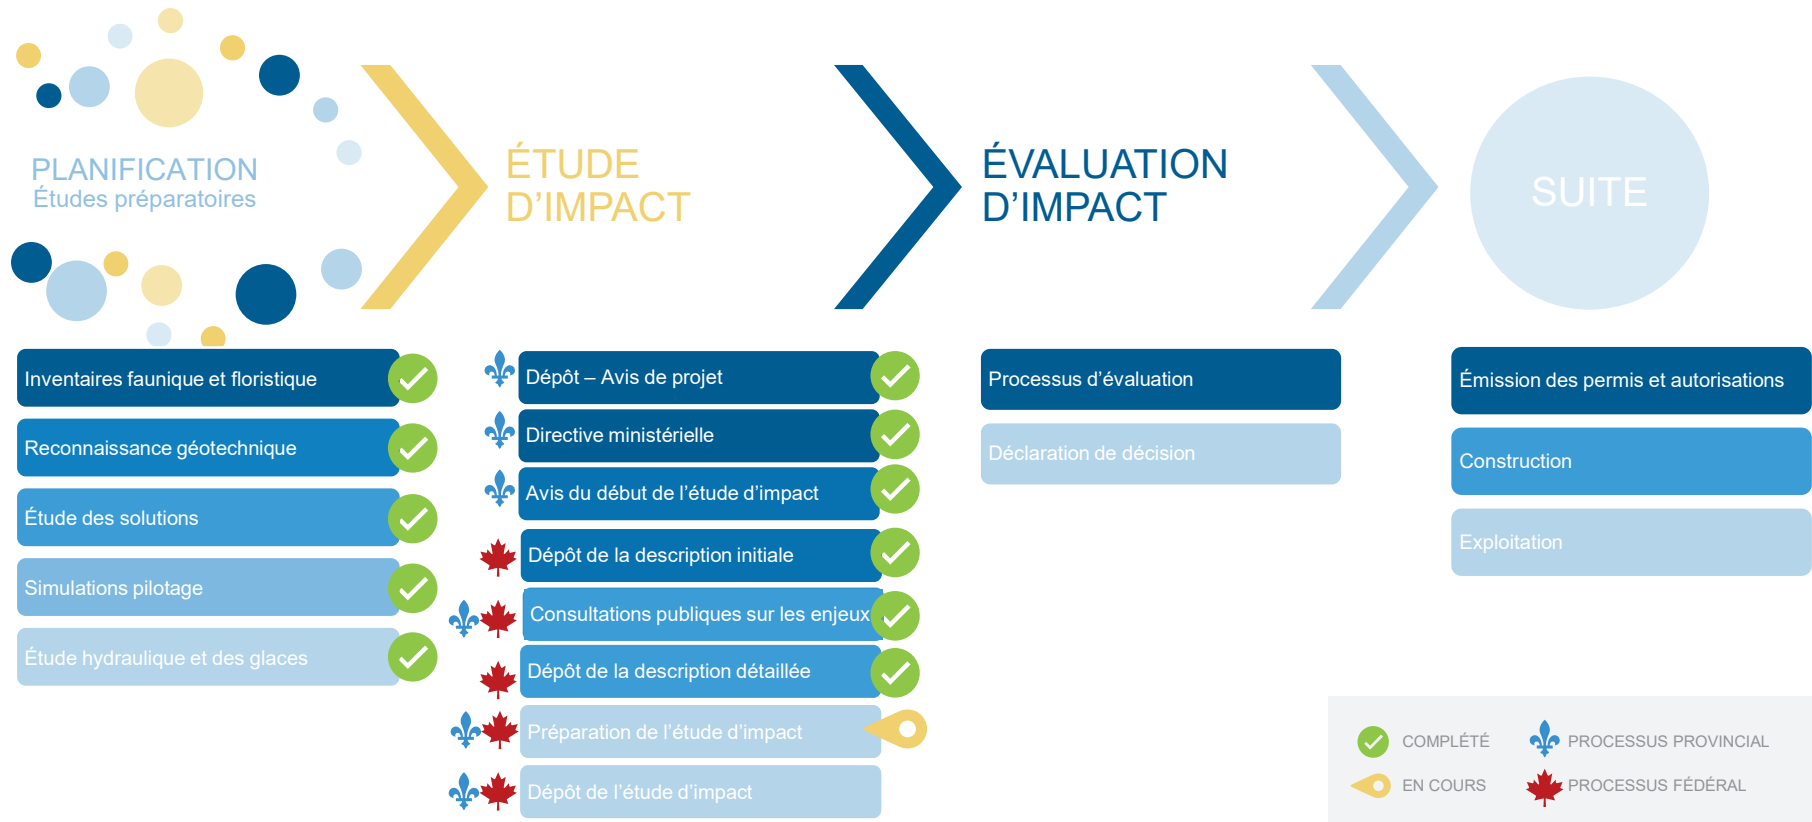 PLANIFICATION
Études préparatoires
ÉTUDE
D’IMPACT
ÉVALUATION
D’IMPACT
SUITE
Inventaires faunique et floristique
Reconnaissance géotechnique
Étude des solutions
Simulations pilotage
Étude hydraulique et des glaces
Dépôt – Avis de projet
Directive ministérielle
Avis du début de l’étude d’impact
Dépôt de la description initiale
Consultations publiques sur les enjeux
Dépôt de la description détaillée
Préparation de l’étude d’impact
Dépôt de l’étude d’impact
Processus d’évaluation
Déclaration de décision
Émission des permis et autorisations
Construction
Exploitation
COMPLÉTÉ
PROCESSUS PROVINCIAL
EN COURS
PROCESSUS FÉDÉRAL